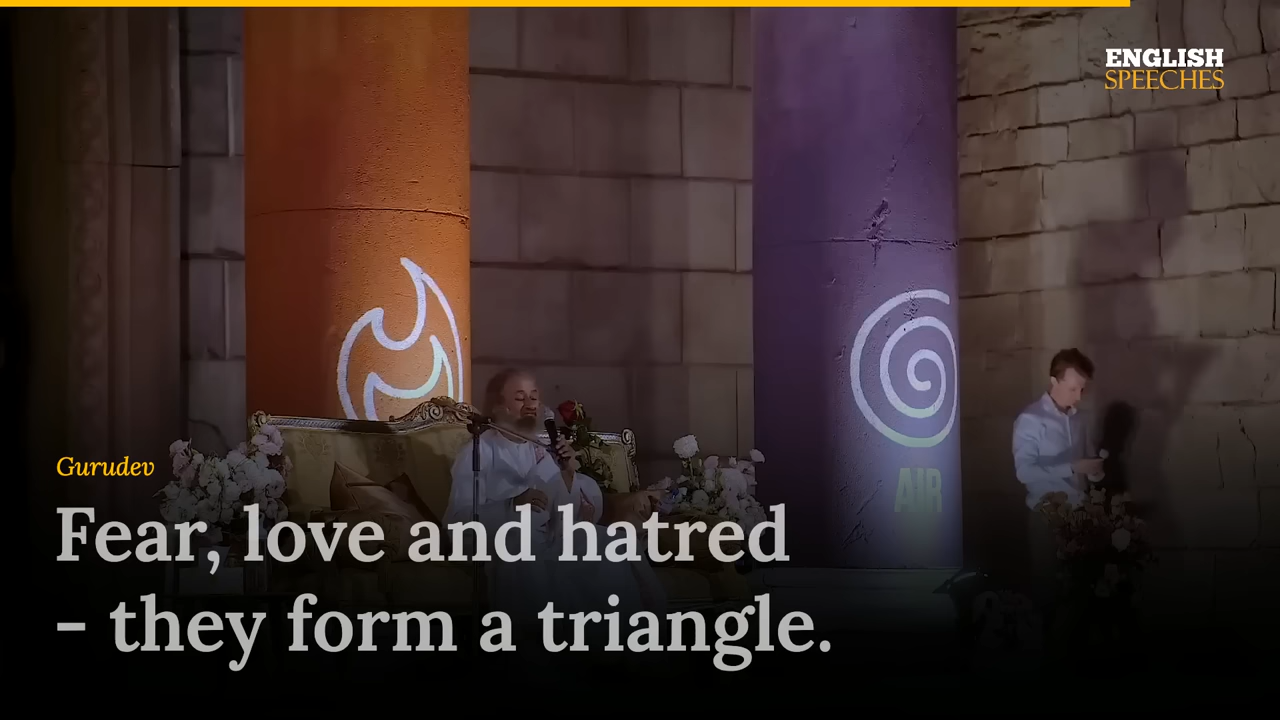 ENGLISH
SPEECHES
AIR
Gurudev
Fear, love and hatred
- they form a triangle.